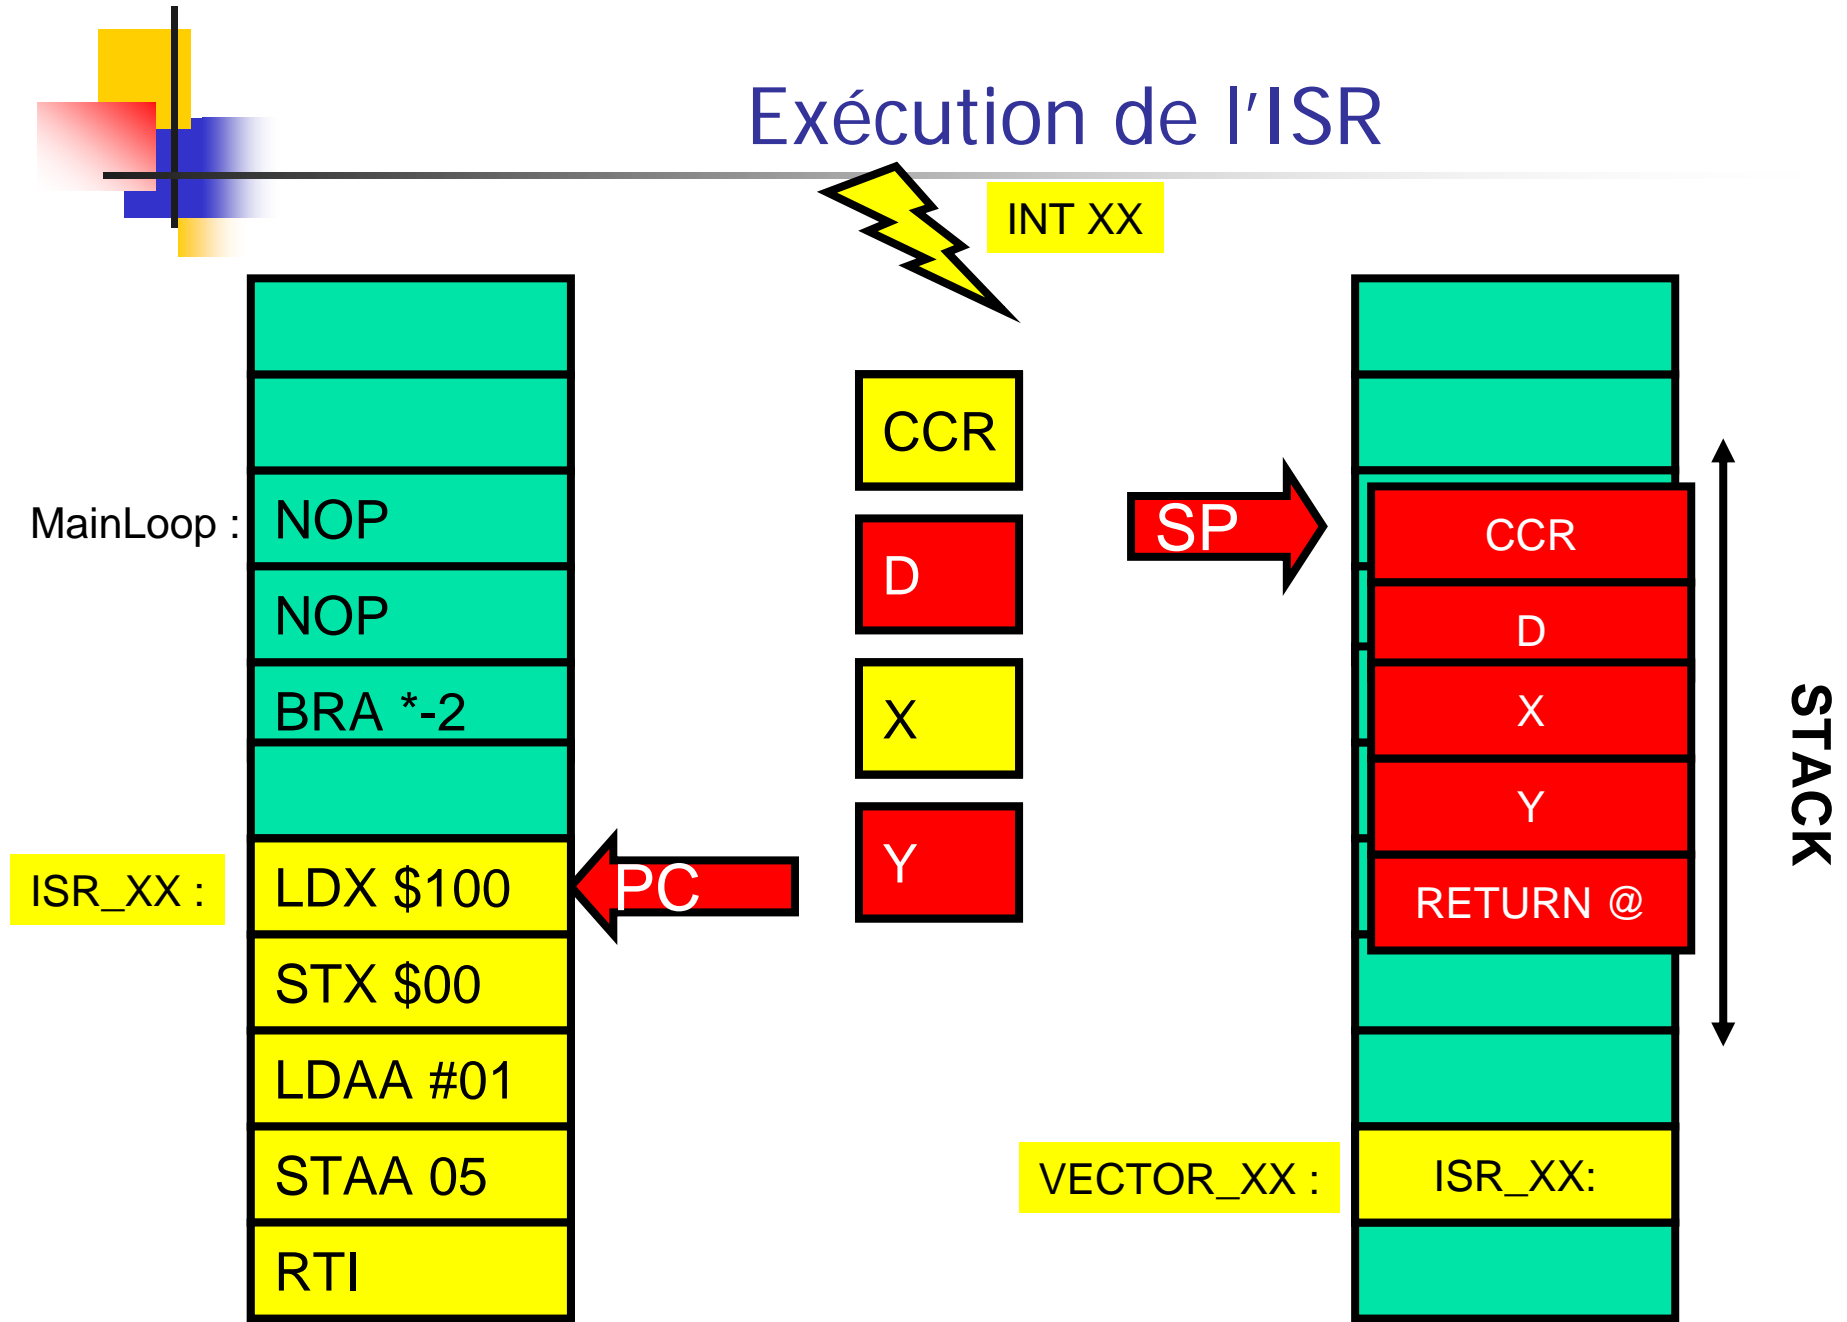 Exécution de l'ISR
INT XX
MainLoop :
NOP
NOP
BRA *-2
ISR_XX :
LDX $100
STX $00
LDAA #01
STAA 05
RTI
PC
CCR
D
X
Y
SP
CCR
D
X
Y
RETURN @
STACK
VECTOR_XX :
ISR_XX: